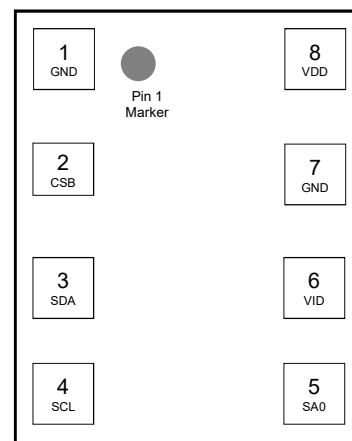 1
GND
Pin 1
Marker
8
VDD
2
CSB
7
GND
3
SDA
6
VID
4
SCL
5
SA0